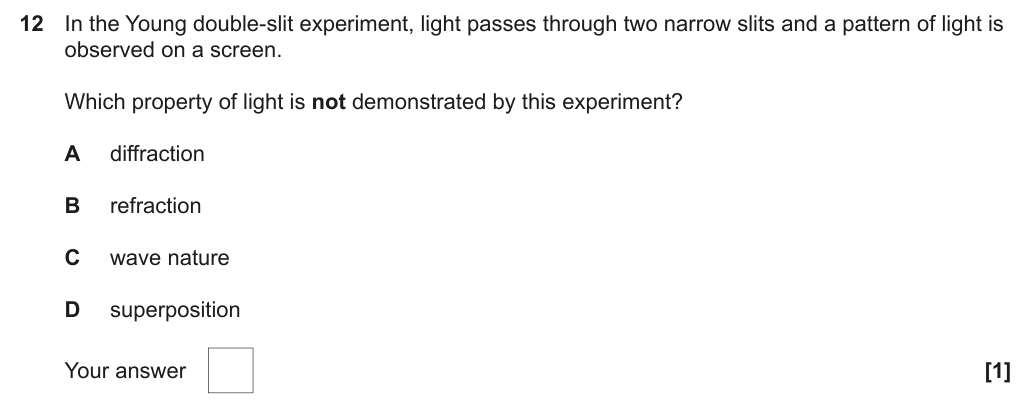 12 In the Young double-slit experiment, light passes through two narrow slits and a pattern of light is
observed on a screen.
Which property of light is not demonstrated by this experiment?
A diffraction
B refraction
C wave nature
D superposition
Your answer [1]